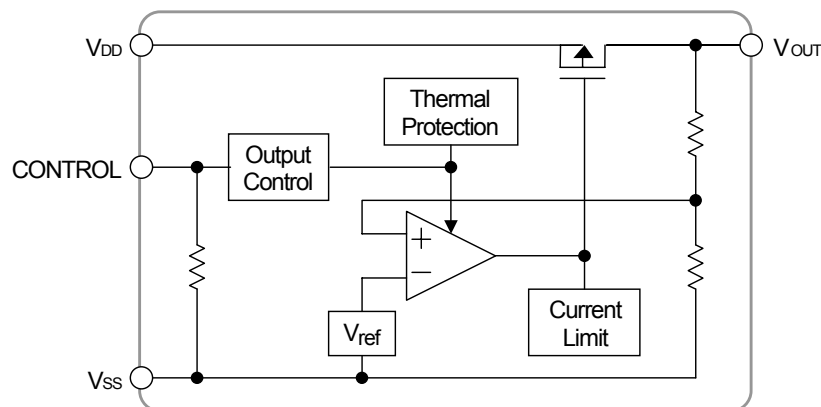 VDD
VOUT
Thermal
Protection
CONTROL
Output
Control
+
−
Vref
Current
Limit
VSS